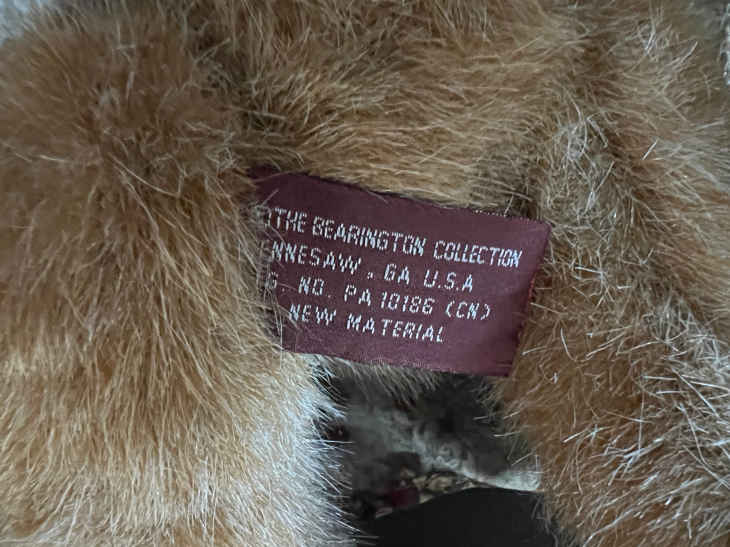 THE BEARINGTON COLLECTION
ENNESAW, GA U.S.A
G NO. PA 10186 (CN)
NEW MATERIAL